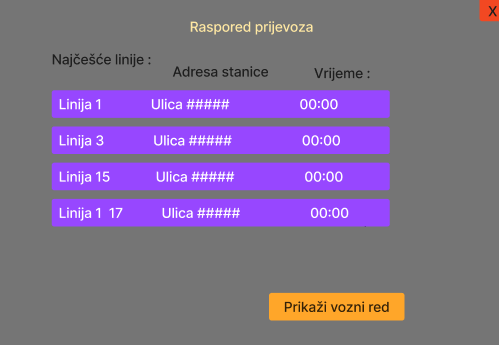 X
Raspored prijevoza
Najčešće linije :
Adresa stanice
Vrijeme :
Linija 1 Ulica ##### 00:00
Linija 3 Ulica ##### 00:00
Linija 15 Ulica ##### 00:00
Linija 1 17 Ulica ##### 00:00
Prikaži vozni red